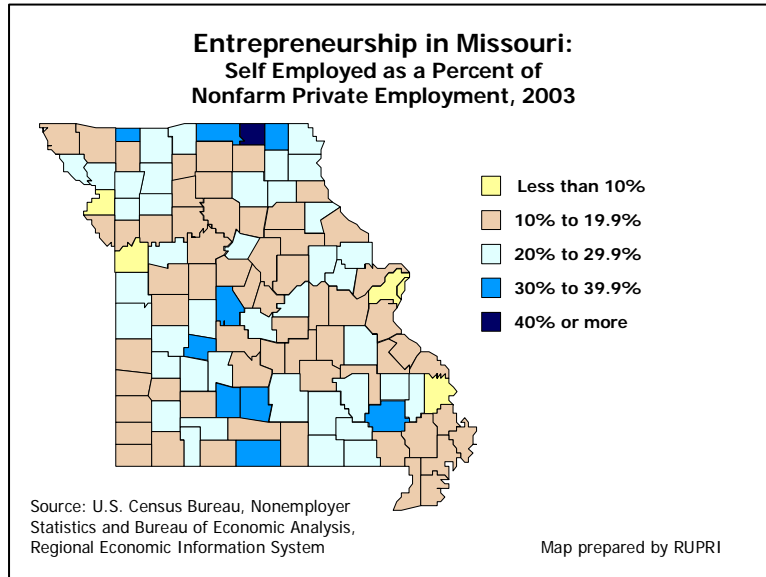 Entrepreneurship in Missouri:
Self Employed as a Percent of
Nonfarm Private Employment, 2003
Less than 10%
10% to 19.9%
20% to 29.9%
30% to 39.9%
40% or more
Source: U.S. Census Bureau, Nonemployer
Statistics and Bureau of Economic Analysis,
Regional Economic Information System
Map prepared by RUPRI